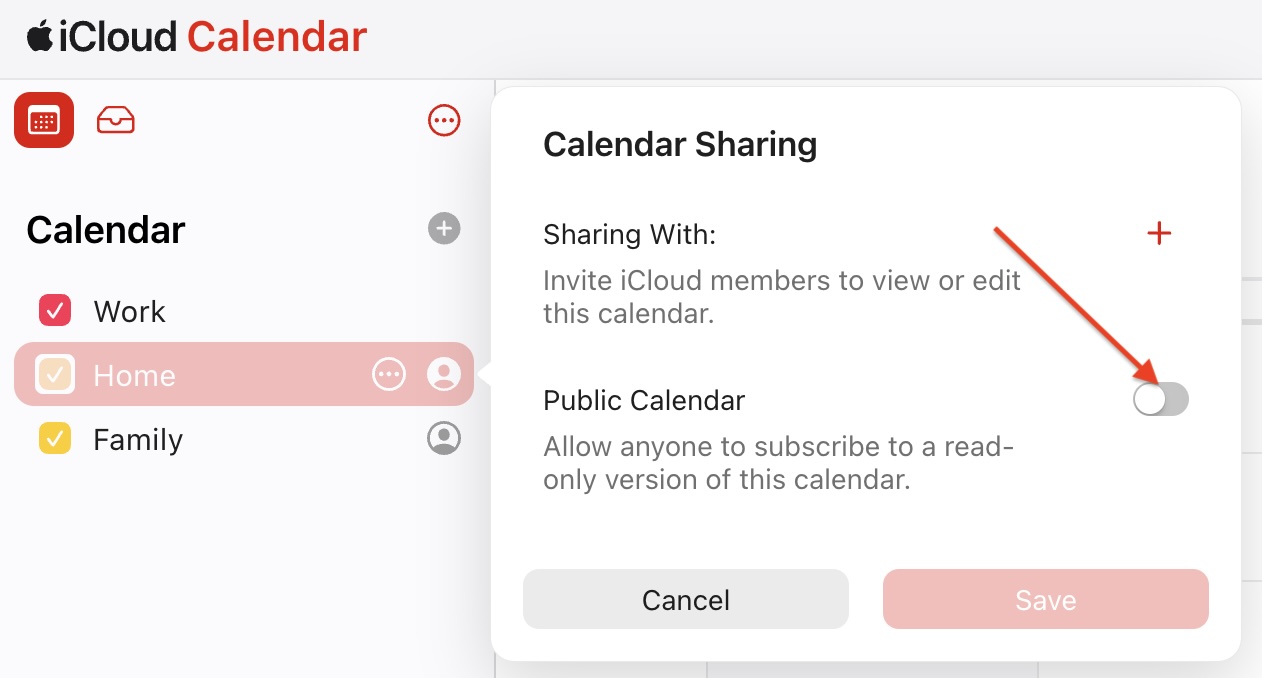 iCloud Calendar
Calendar
Work
Home
Family
Calendar Sharing
Sharing With:
Invite iCloud members to view or edit
this calendar.
Public Calendar
Allow anyone to subscribe to a read-
only version of this calendar.
Cancel
Save